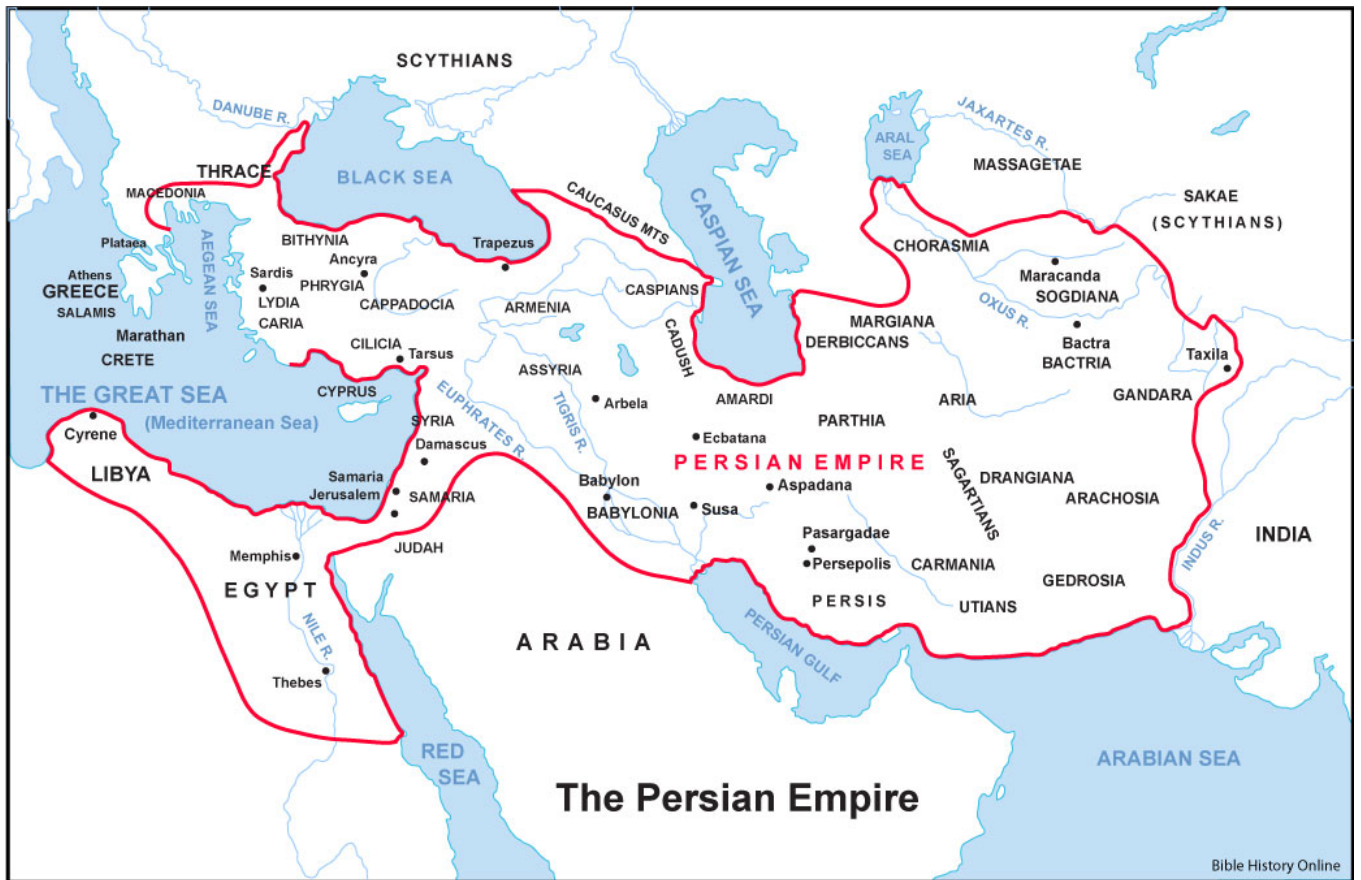 SCYTHIANS
DANUBE R.
THRACE
BLACK SEA
MACEDONIA
CAUCASUS MTS
CASPIAN SEA
ARAL
SEA
JAXARTES R.
MASSAGETAE
SAKAE
(SCYTHIANS)
AEGEAN SEA
Plataea
BITHYNIA
Trapezus
CHORASMIA
Athens
GREECE
SALAMIS
Sardis
Ancyra
PHRYGIA
LYDIA
CAPPADOCIA
CARIA
ARMENIA
CASPIANS
Maracanda
SOGDIANA
OXUS R.
Marathan
CRETE
CILICIA
Tarsus
CADUSH
MARGIANA
DERBICCANS
Bactra
BACTRIA
Taxila
THE GREAT SEA
(Mediterranean Sea)
CYPRUS
ASSYRIA
AMARDI
GANDARA
EUPHRATES R.
TIGRIS R.
Arbela
PARTHIA
ARIA
Cyrene
LIBYA
SYRIA
Damascus
Ecbatana
PERSIAN EMPIRE
SAGARTIANS
DRANGIANA
Samaria
Jerusalem
SAMARIA
Babylon
BABYLONIA
Susa
Aspadana
ARACHOSIA
INDUS R.
INDIA
JUDAH
Memphis
EGYPT
Pasargadae
Persepolis
CARMANIA
GEDROSIA
PERSIS
UTIANS
NILE R.
Thebes
ARABIA
PERSIAN GULF
RED
SEA
ARABIAN SEA
The Persian Empire
Bible History Online